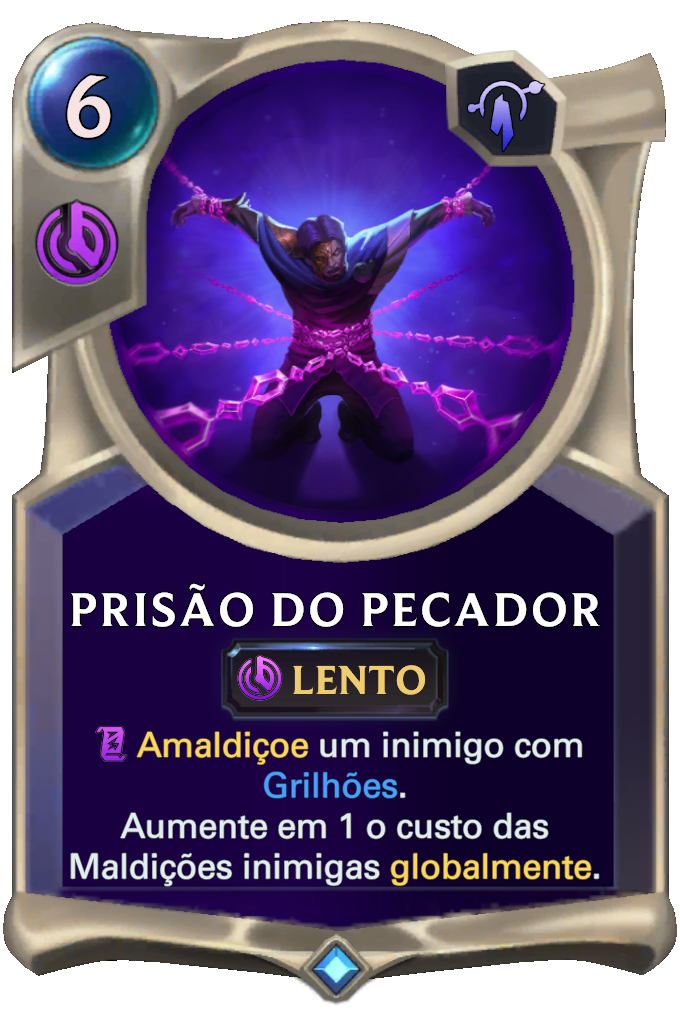 6
PRISÃO DO PECADOR
LENTO
Amaldiçoe um inimigo com
Grilhões.
Aumente em 1 o custo das
Maldições inimigas globalmente.